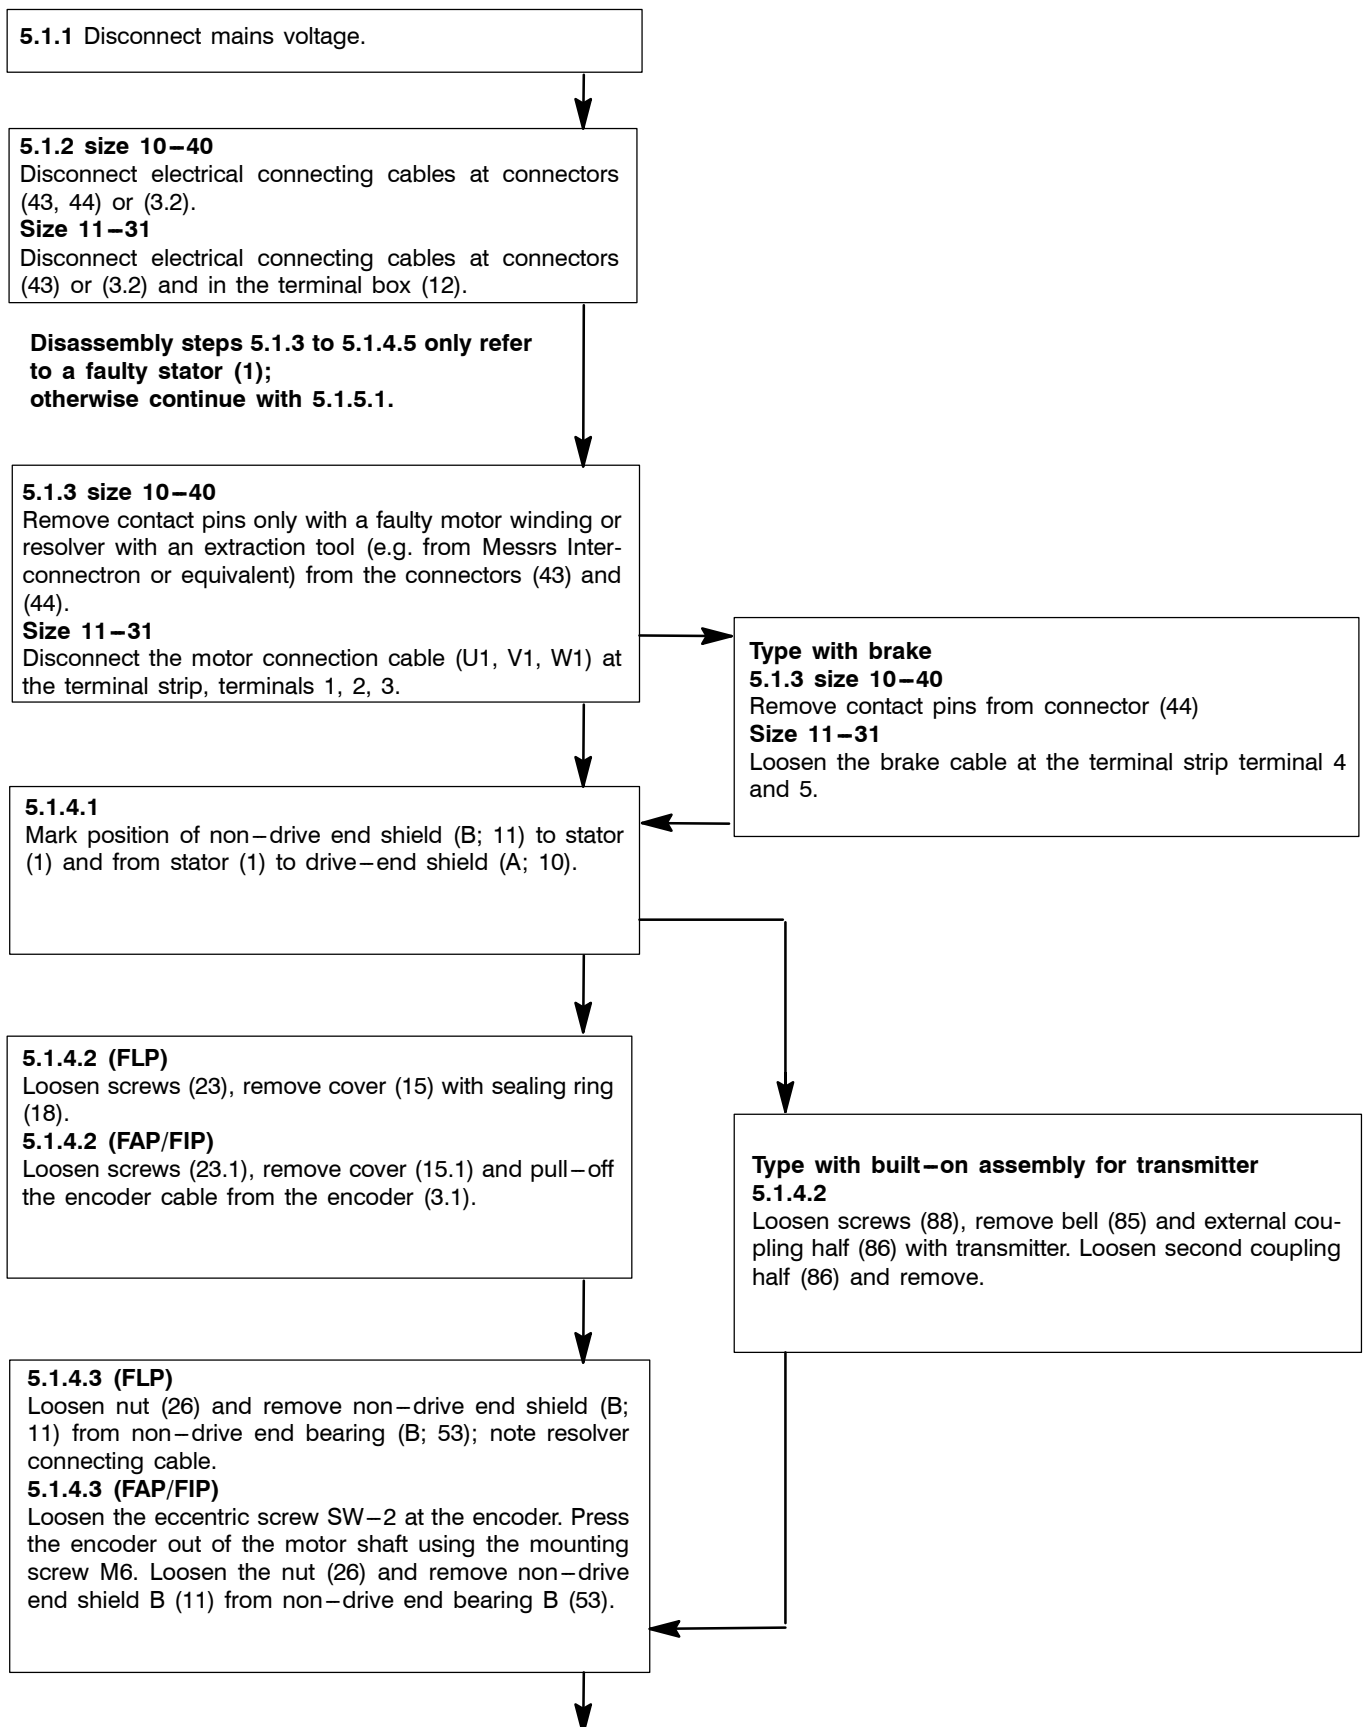 5.1.1 Disconnect mains voltage.
5.1.2 size 10−40
Disconnect electrical connecting cables at connectors
(43, 44) or (3.2).
Size 11−31
Disconnect electrical connecting cables at connectors
(43) or (3.2) and in the terminal box (12).
Disassembly steps 5.1.3 to 5.1.4.5 only refer
to a faulty stator (1);
otherwise continue with 5.1.5.1.
5.1.3 size 10−40
Remove contact pins only with a faulty motor winding or
resolver with an extraction tool (e.g. from Messrs Inter-
connectron or equivalent) from the connectors (43) and
(44).
Size 11−31
Disconnect the motor connection cable (U1, V1, W1) at
the terminal strip, terminals 1, 2, 3.
Type with brake
5.1.3 size 10−40
Remove contact pins from connector (44)
Size 11−31
Loosen the brake cable at the terminal strip terminal 4
and 5.
5.1.4.1
Mark position of non−drive end shield (B; 11) to stator
(1) and from stator (1) to drive−end shield (A; 10).
5.1.4.2 (FLP)
Loosen screws (23), remove cover (15) with sealing ring
(18).
5.1.4.2 (FAP/FIP)
Loosen screws (23.1), remove cover (15.1) and pull−off
the encoder cable from the encoder (3.1).
Type with built−on assembly for transmitter
5.1.4.2
Loosen screws (88), remove bell (85) and external cou-
pling half (86) with transmitter. Loosen second coupling
half (86) and remove.
5.1.4.3 (FLP)
Loosen nut (26) and remove non−drive end shield (B;
11) from non−drive end bearing (B; 53); note resolver
connecting cable.
5.1.4.3 (FAP/FIP)
Loosen the eccentric screw SW−2 at the encoder. Press
the encoder out of the motor shaft using the mounting
screw M6. Loosen the nut (26) and remove non−drive
end shield B (11) from non−drive end bearing B (53).